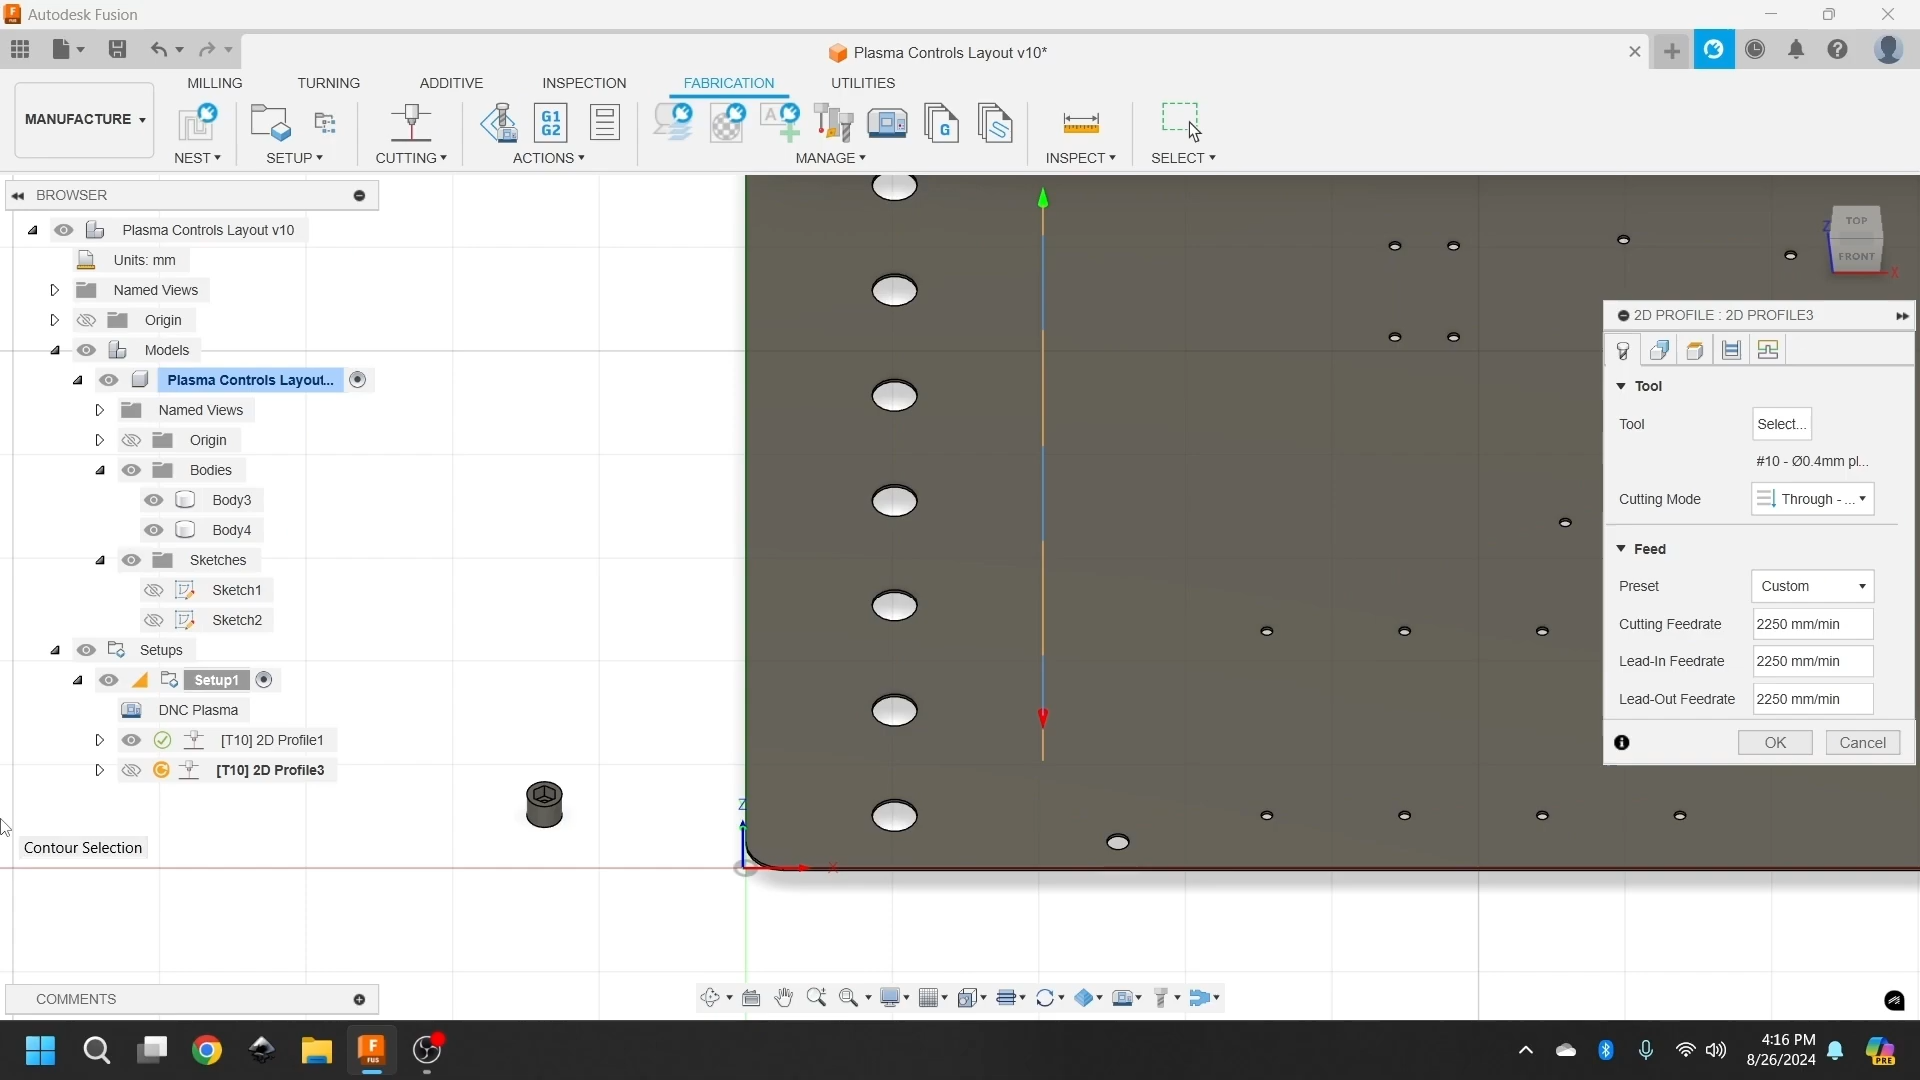 Autodesk Fusion
Plasma Controls Layout v10*
MILLING TURNING ADDITIVE INSPECTION FABRICATION UTILITIES
MANUFACTURE
G1
G2
A
G
NEST SETUP CUTTING ACTIONS MANAGE INSPECT SELECT
BROWSER
Plasma Controls Layout v10
Units: mm
Named Views
Origin
Models
Plasma Controls Layout...
Named Views
Origin
Bodies
Body3
Body4
Sketches
Sketch1
Sketch2
Setups
Setup1
DNC Plasma
[T10] 2D Profile1
[T10] 2D Profile3
Contour Selection
COMMENTS
Z
X
TOP
Z
FRONT
X
2D PROFILE : 2D PROFILE3
Tool
Tool Select...
#10 - Ø0.4mm pl...
Cutting Mode Through - ...
Feed
Preset Custom
Cutting Feedrate 2250 mm/min
Lead-In Feedrate 2250 mm/min
Lead-Out Feedrate 2250 mm/min
OK Cancel
FUS
4:16 PM
8/26/2024
PRE